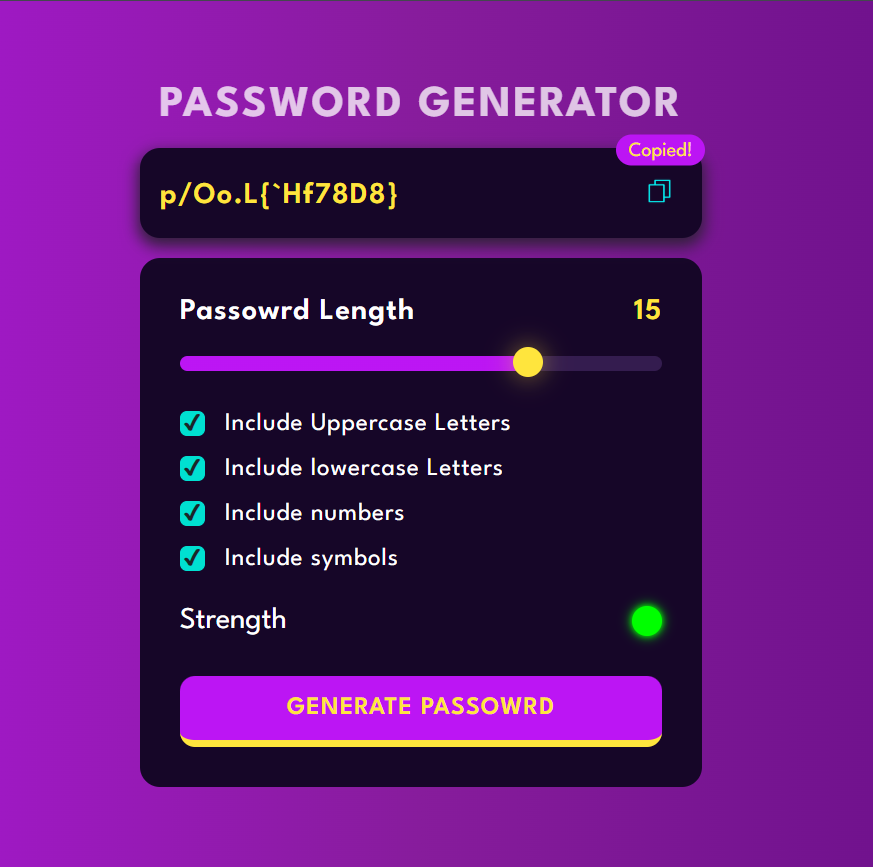 PASSWORD GENERATOR
Copied!
p/Oo.L{`Hf78D8}
Passowrd Length 15
Include Uppercase Letters
Include lowercase Letters
Include numbers
Include symbols
Strength
GENERATE PASSOWRD